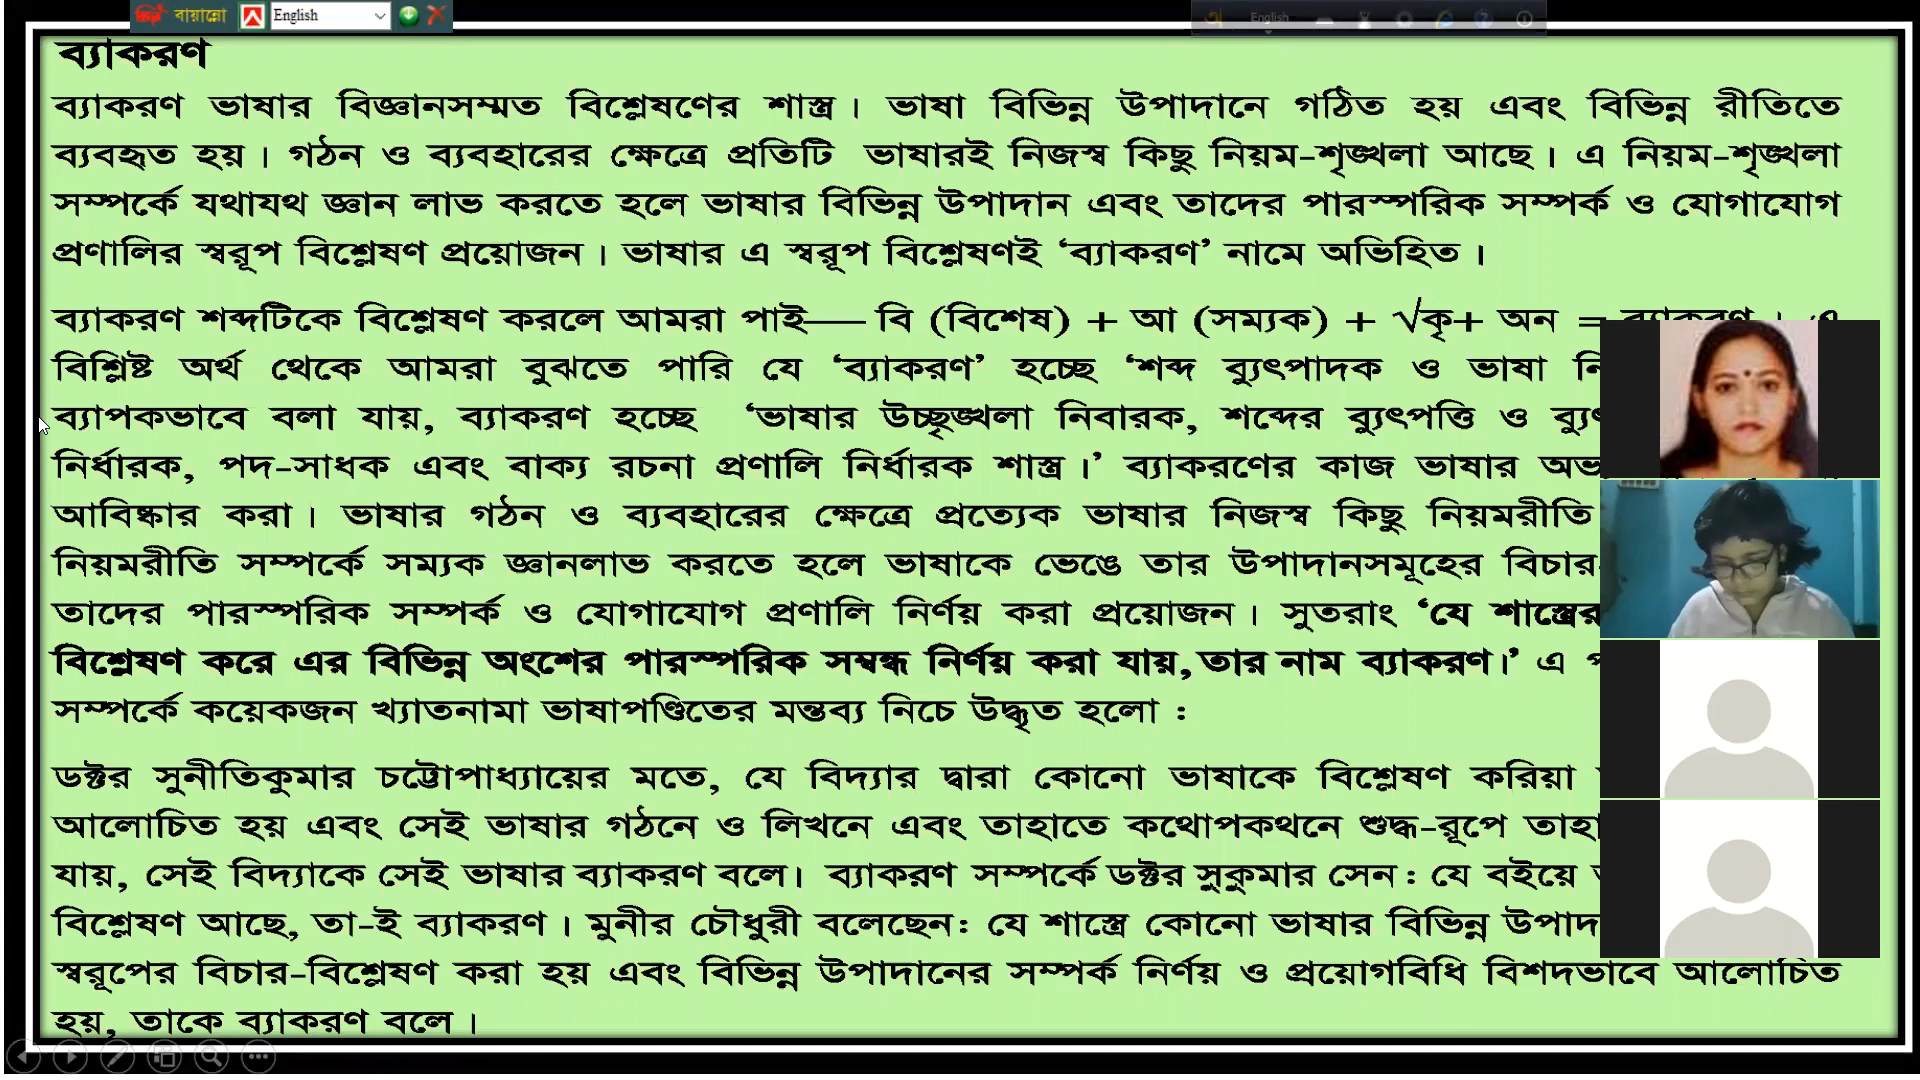 বায়ান্নো English
English
ব্যাকরণ
ব্যাকরণ ভাষার বিজ্ঞানসম্মত বিশ্লেষণের শাস্ত্র। ভাষা বিভিন্ন উপাদানে গঠিত হয় এবং বিভিন্ন রীতিতে
ব্যবহৃত হয়। গঠন ও ব্যবহারের ক্ষেত্রে প্রতিটি ভাষারই নিজস্ব কিছু নিয়ম-শৃঙ্খলা আছে। এ নিয়ম-শৃঙ্খলা
সম্পর্কে যথাযথ জ্ঞান লাভ করতে হলে ভাষার বিভিন্ন উপাদান এবং তাদের পারস্পরিক সম্পর্ক ও যোগাযোগ
প্রণালির স্বরূপ বিশ্লেষণ প্রয়োজন। ভাষার এ স্বরূপ বিশ্লেষণই ‘ব্যাকরণ’ নামে অভিহিত।
ব্যাকরণ শব্দটিকে বিশ্লেষণ করলে আমরা পাই— বি (বিশেষ) + আ (সম্যক) + √কৃ+ অন = ব্যাকরণ। এ
বিশ্লিষ্ট অর্থ থেকে আমরা বুঝতে পারি যে ‘ব্যাকরণ’ হচ্ছে ‘শব্দ ব্যুৎপাদক ও ভাষা
ব্যাপকভাবে বলা যায়, ব্যাকরণ হচ্ছে ‘ভাষার উচ্ছৃঙ্খলা নিবারক, শব্দের ব্যুৎপত্তি ও
নির্ধারক, পদ-সাধক এবং বাক্য রচনা প্রণালি নির্ধারক শাস্ত্র।’ ব্যাকরণের কাজ ভাষার
আবিষ্কার করা। ভাষার গঠন ও ব্যবহারের ক্ষেত্রে প্রত্যেক ভাষার নিজস্ব কিছু নিয়মরীতি
নিয়মরীতি সম্পর্কে সম্যক জ্ঞানলাভ করতে হলে ভাষাকে ভেঙে তার উপাদানসমূহের বিচার-
তাদের পারস্পরিক সম্পর্ক ও যোগাযোগ প্রণালি নির্ণয় করা প্রয়োজন। সুতরাং ‘যে শাস্ত্রের
বিশ্লেষণ করে এর বিভিন্ন অংশের পারস্পরিক সম্বন্ধ নির্ণয় করা যায়, তার নাম ব্যাকরণ।’ এ
সম্পর্কে কয়েকজন খ্যাতনামা ভাষাপণ্ডিতের মন্তব্য নিচে উদ্ধৃত হলো :
ডক্টর সুনীতিকুমার চট্টোপাধ্যায়ের মতে, যে বিদ্যার দ্বারা কোনো ভাষাকে বিশ্লেষণ করিয়া
আলোচিত হয় এবং সেই ভাষার গঠনে ও লিখনে এবং তাহাতে কথোপকথনে শুদ্ধ-রূপে
যায়, সেই বিদ্যাকে সেই ভাষার ব্যাকরণ বলে। ব্যাকরণ সম্পর্কে ডক্টর সুকুমার সেন: যে বইয়ে
বিশ্লেষণ আছে, তা-ই ব্যাকরণ। মুনীর চৌধুরী বলেছেন: যে শাস্ত্রে কোনো ভাষার বিভিন্ন
স্বরূপের বিচার-বিশ্লেষণ করা হয় এবং বিভিন্ন উপাদানের সম্পর্ক নির্ণয় ও প্রয়োগবিধি বিশদভাবে আলোচিত
হয়, তাকে ব্যাকরণ বলে।